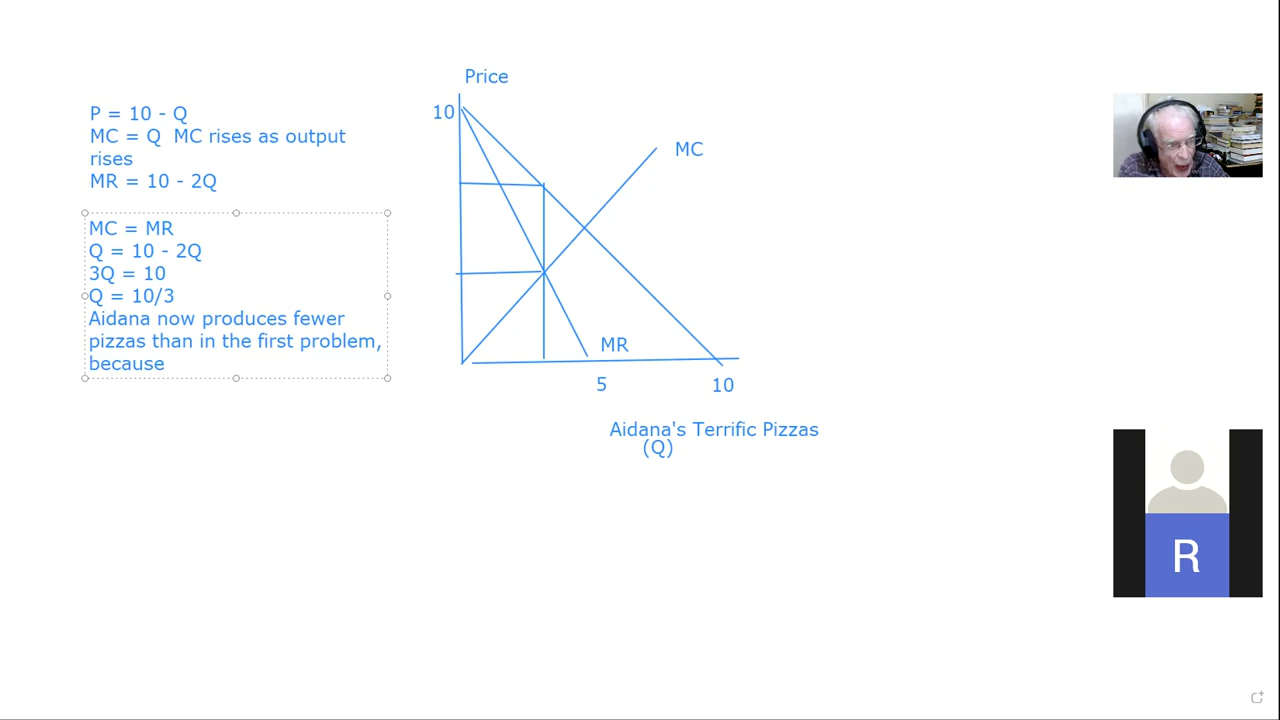 P = 10 - Q
MC = Q  MC rises as output
rises
MR = 10 - 2Q
MC = MR
Q = 10 - 2Q
3Q = 10
Q = 10/3
Aidana now produces fewer
pizzas than in the first problem,
because
Price
10
MC
MR
5
10
Aidana's Terrific Pizzas
(Q)
R